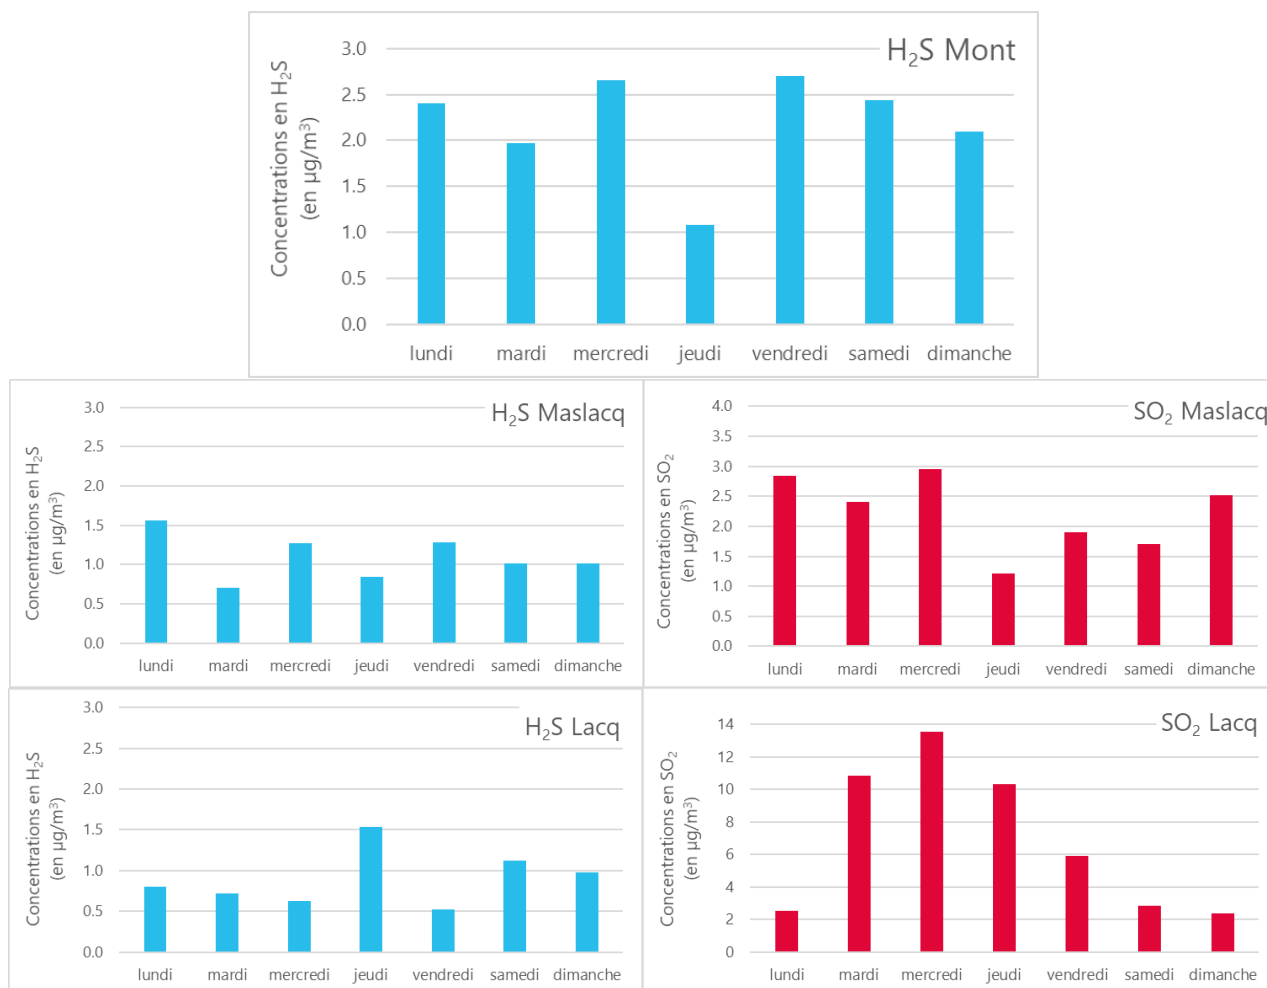 H₂S Mont
Concentrations en H₂S
(en µg/m³)
3.0
2.5
2.0
1.5
1.0
0.5
0.0
lundi mardi mercredi jeudi vendredi samedi dimanche
H₂S Maslacq
Concentrations en H₂S
(en µg/m³)
3.0
2.5
2.0
1.5
1.0
0.5
0.0
lundi mardi mercredi jeudi vendredi samedi dimanche
SO₂ Maslacq
Concentrations en SO₂
(en µg/m³)
4.0
3.5
3.0
2.5
2.0
1.5
1.0
0.5
0.0
lundi mardi mercredi jeudi vendredi samedi dimanche
H₂S Lacq
Concentrations en H₂S
(en µg/m³)
3.0
2.5
2.0
1.5
1.0
0.5
0.0
lundi mardi mercredi jeudi vendredi samedi dimanche
SO₂ Lacq
Concentrations en SO₂
(en µg/m³)
14
12
10
8
6
4
2
0
lundi mardi mercredi jeudi vendredi samedi dimanche